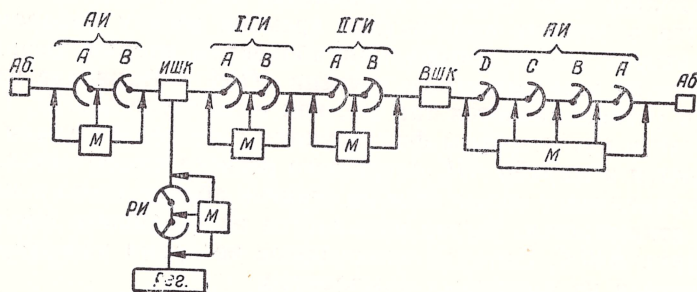 АИ IГИ IIГИ АИ
Аб. А В ИШК А В А В ВШК D С В А Аб
М М М М
РИ М
Рег.